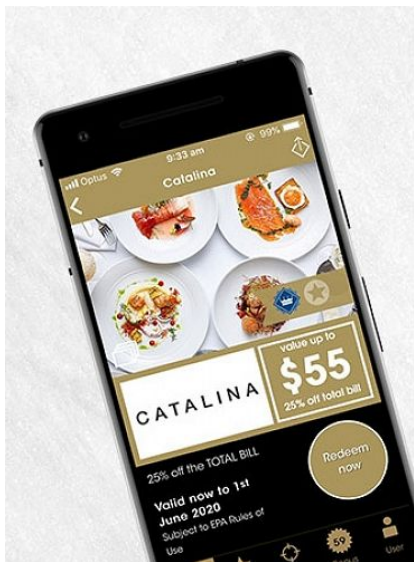 Optus
9:33 am
99%
Catalina
CATALINA
value up to
$55
25% off total bill
25% off the TOTAL BILL
Valid now to 1st
June 2020
Subject to EPA Rules of
Use
Redeem
now
59
User